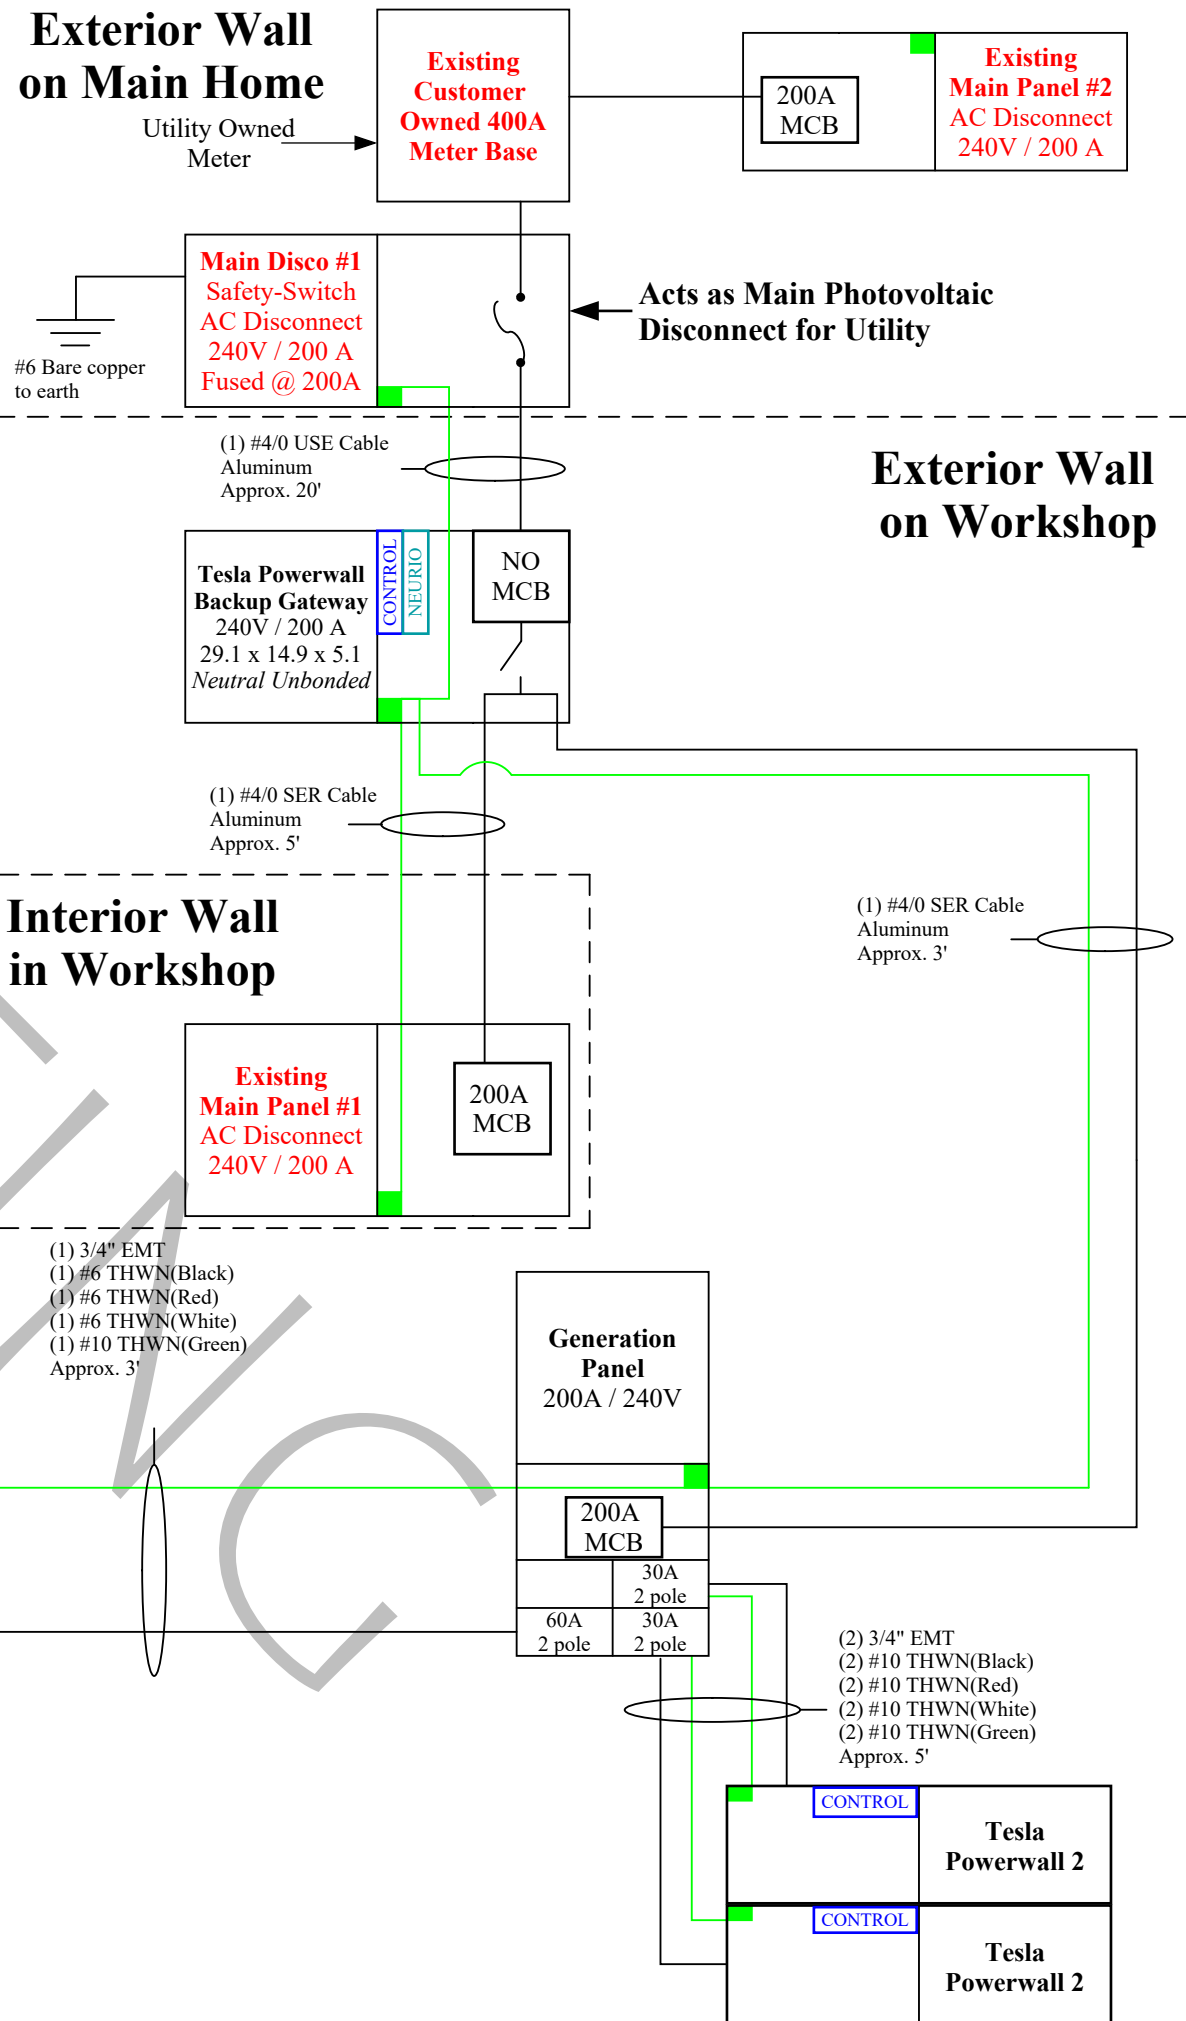 Exterior Wall
on Main Home
Utility Owned
Meter
Existing
Customer
Owned 400A
Meter Base
200A
MCB
Existing
Main Panel #2
AC Disconnect
240V / 200 A
Main Disco #1
Safety-Switch
AC Disconnect
240V / 200 A
Fused @ 200A
#6 Bare copper
to earth
Acts as Main Photovoltaic
Disconnect for Utility
(1) #4/0 USE Cable
Aluminum
Approx. 20'
Exterior Wall
on Workshop
Tesla Powerwall
Backup Gateway
240V / 200 A
29.1 x 14.9 x 5.1
Neutral Unbonded
CONTROL
NEURIO
NO
MCB
(1) #4/0 SER Cable
Aluminum
Approx. 5'
Interior Wall
in Workshop
(1) #4/0 SER Cable
Aluminum
Approx. 3'
Existing
Main Panel #1
AC Disconnect
240V / 200 A
200A
MCB
(1) 3/4" EMT
(1) #6 THWN(Black)
(1) #6 THWN(Red)
(1) #6 THWN(White)
(1) #10 THWN(Green)
Approx. 3'
Generation
Panel
200A / 240V
200A
MCB
30A
2 pole
60A
2 pole
30A
2 pole
(2) 3/4" EMT
(2) #10 THWN(Black)
(2) #10 THWN(Red)
(2) #10 THWN(White)
(2) #10 THWN(Green)
Approx. 5'
CONTROL
Tesla
Powerwall 2
CONTROL
Tesla
Powerwall 2
INC